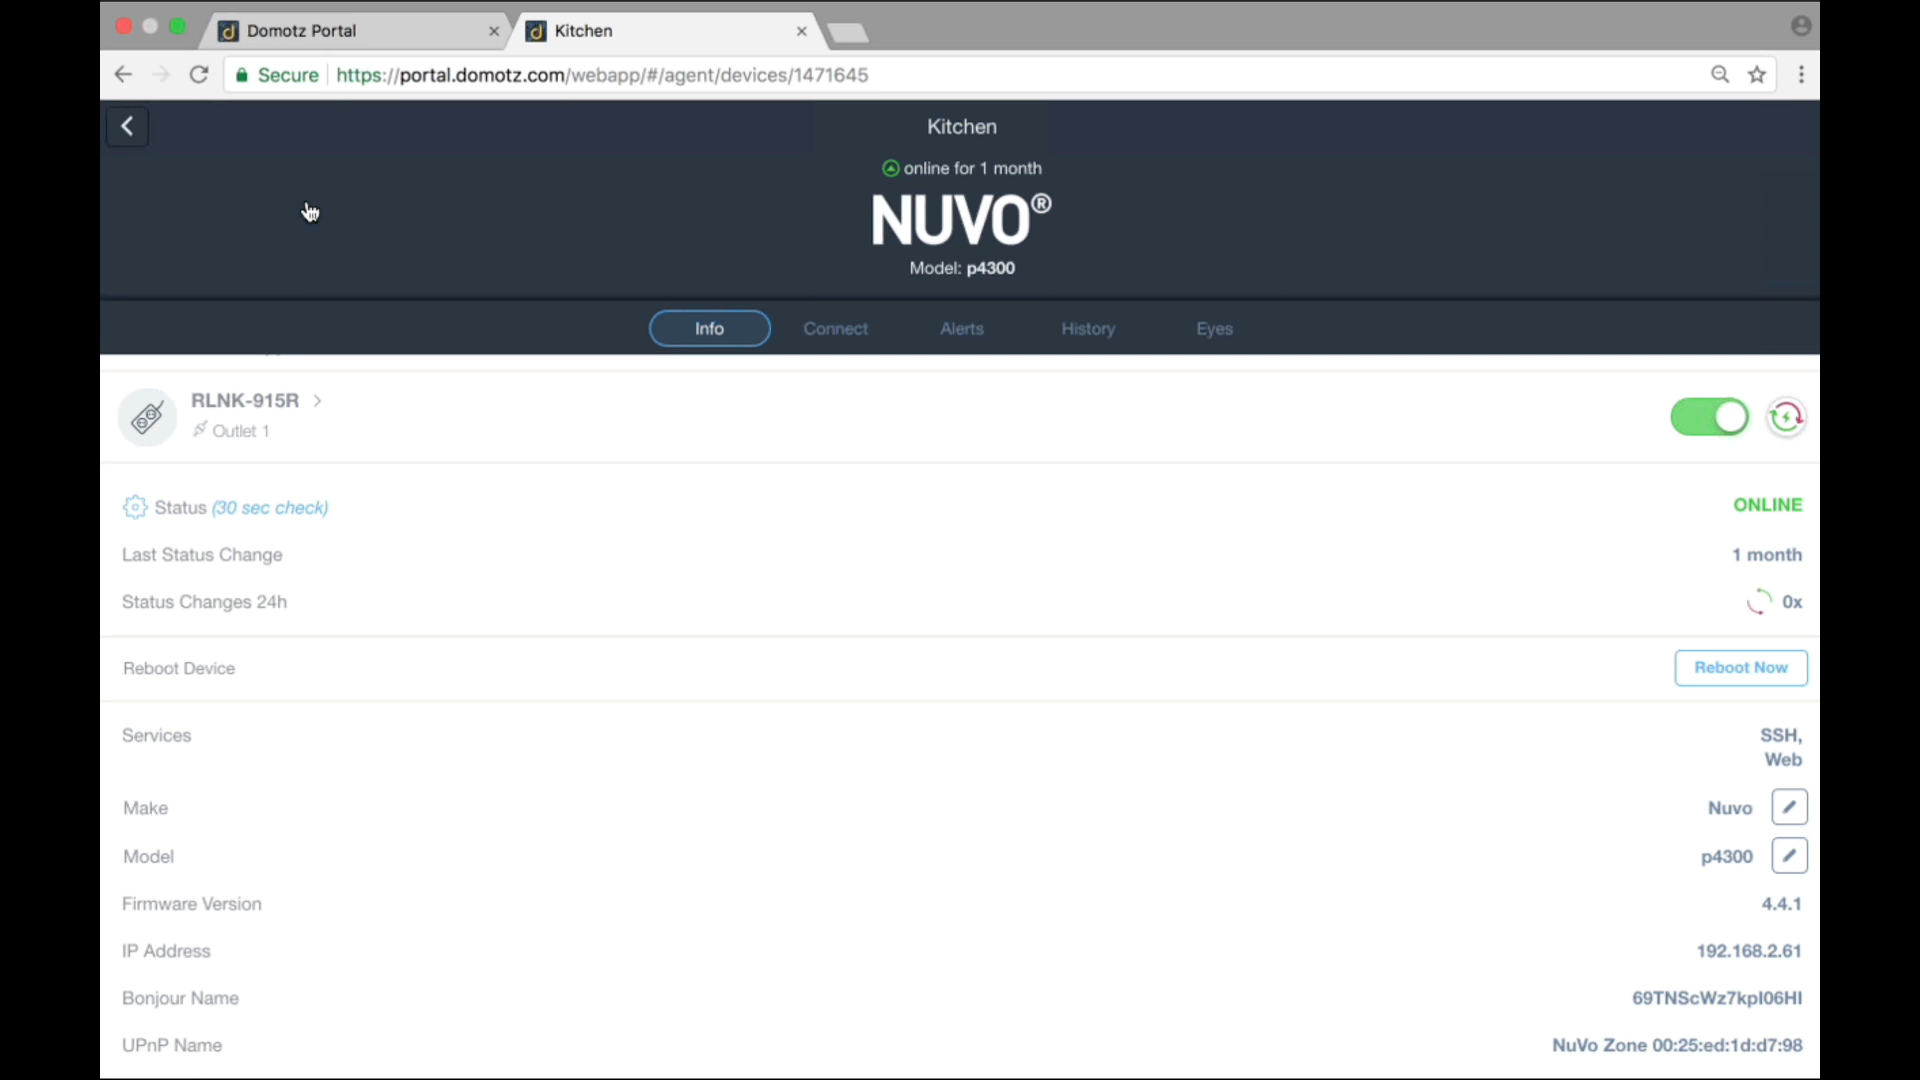 Domotz Portal
Kitchen
Secure https://portal.domotz.com/webapp/#/agent/devices/1471645
Kitchen
online for 1 month
NUVO®
Model: p4300
Info Connect Alerts History Eyes
RLNK-915R
Outlet 1
Status (30 sec check) ONLINE
Last Status Change 1 month
Status Changes 24h 0x
Reboot Device Reboot Now
Services SSH,
Web
Make Nuvo
Model p4300
Firmware Version 4.4.1
IP Address 192.168.2.61
Bonjour Name 69TNScWz7kpI06HI
UPnP Name NuVo Zone 00:25:ed:1d:d7:98